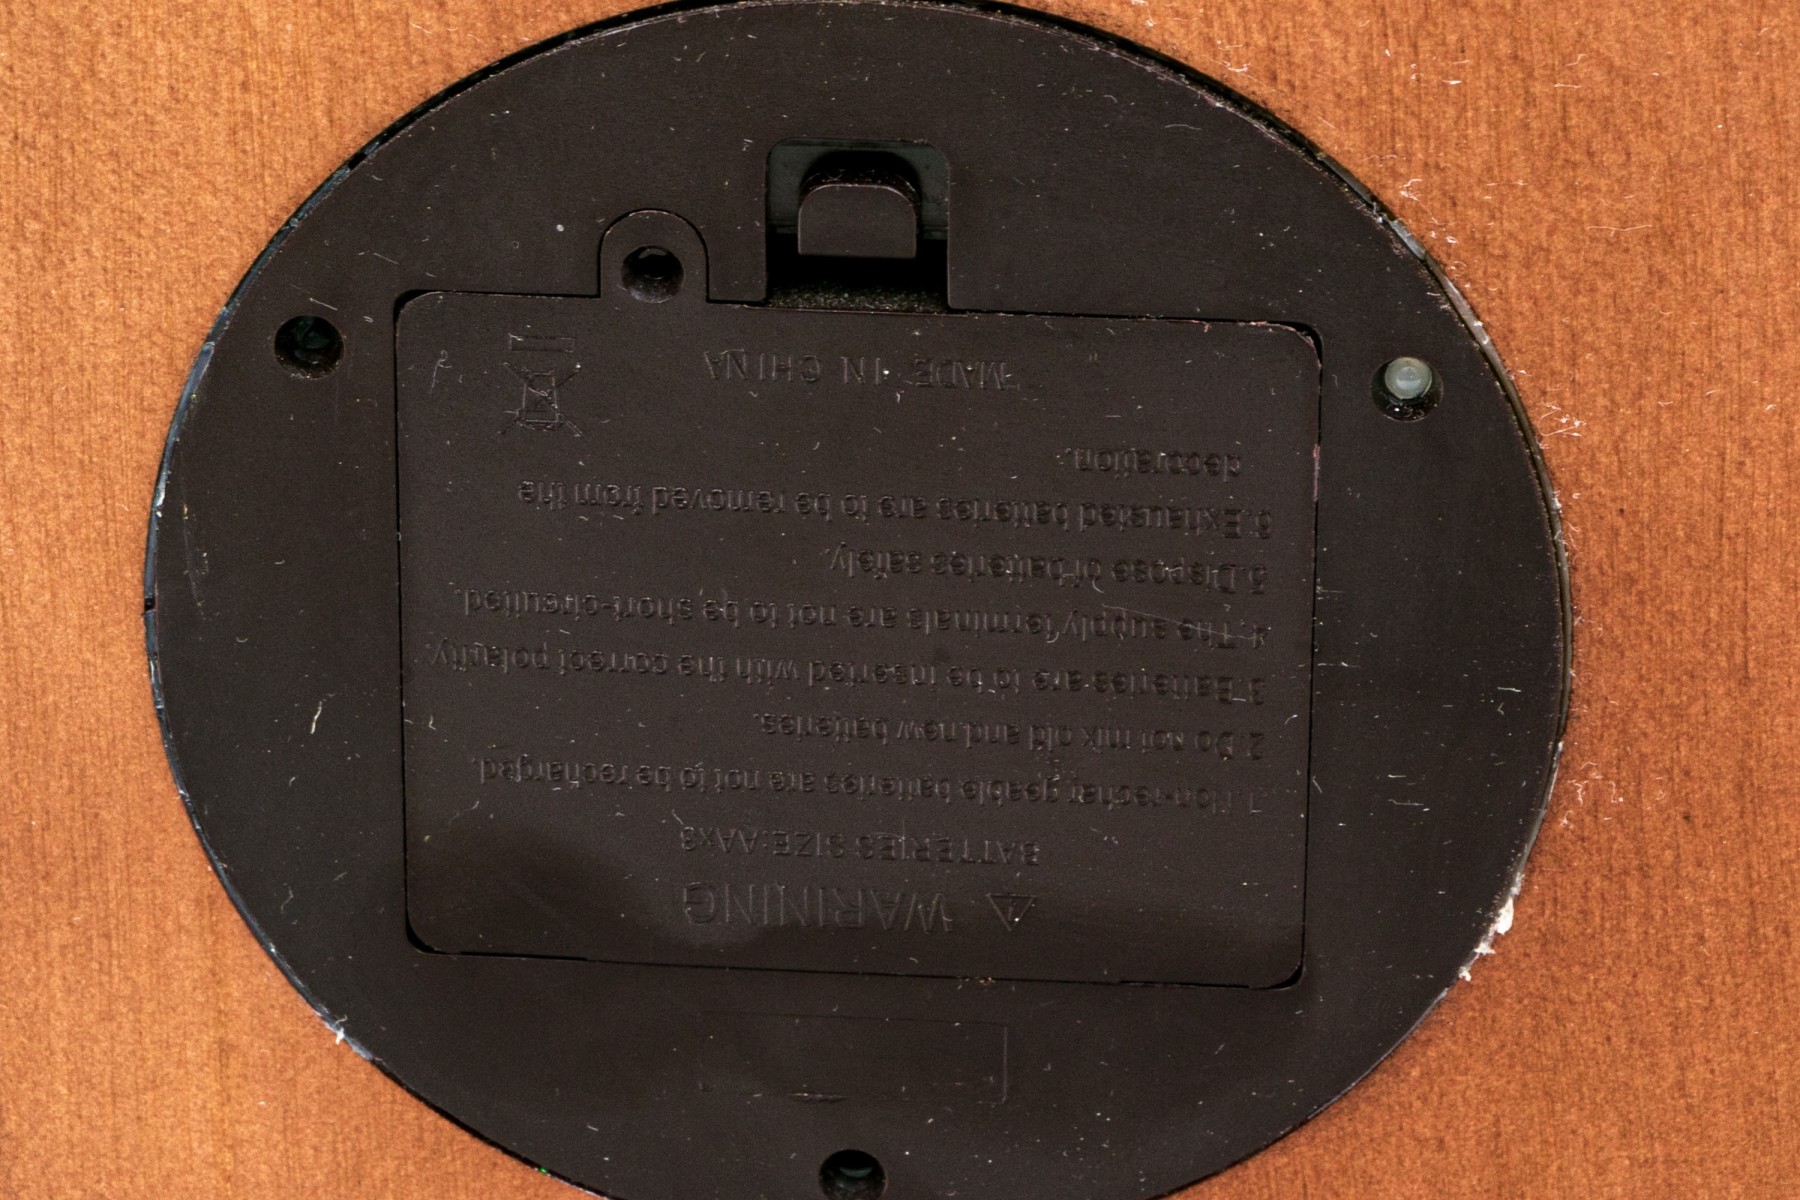 ⚠ WARINING
BATTERIES SIZE:AAx3
1.Non-rechargeable batteries are not to be recharged.
2.Do not mix old and new batteries.
3.Batteries are to be inserted with the correct polarity.
4.The supply terminals are not to be short-circuited.
5.Dispose of batteries safely.
6.Exhausted batteries are to be removed from the
decoration.
MADE IN CHINA